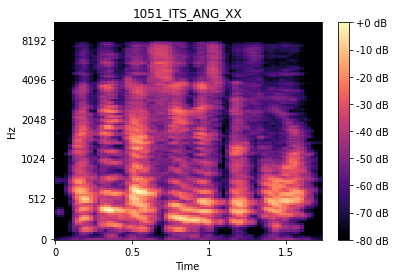 1051_ITS_ANG_XX
+0 dB
8192
-10 dB
4096
-20 dB
-30 dB
2048
Hz
-40 dB
1024
-50 dB
512
-60 dB
-70 dB
0
-80 dB
0 0.5 1 1.5
Time